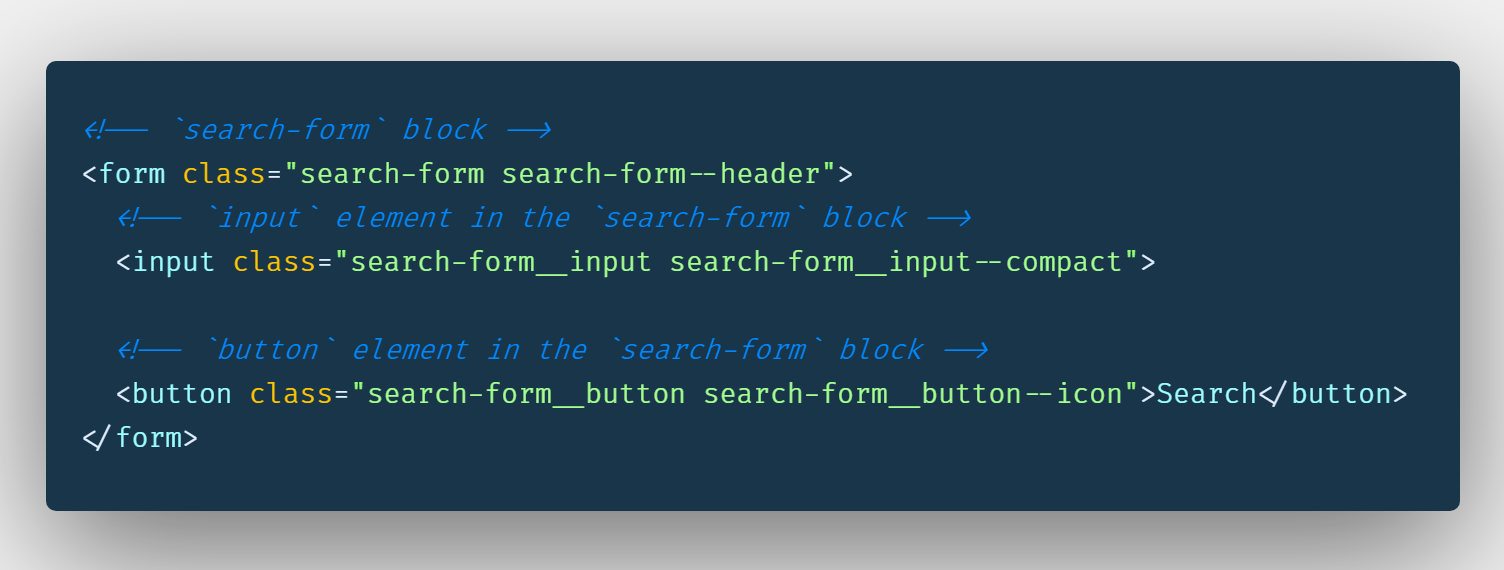 <!-- `search-form` block -->
<form class="search-form search-form--header">
  <!-- `input` element in the `search-form` block -->
  <input class="search-form__input search-form__input--compact">

  <!-- `button` element in the `search-form` block -->
  <button class="search-form__button search-form__button--icon">Search</button>
</form>